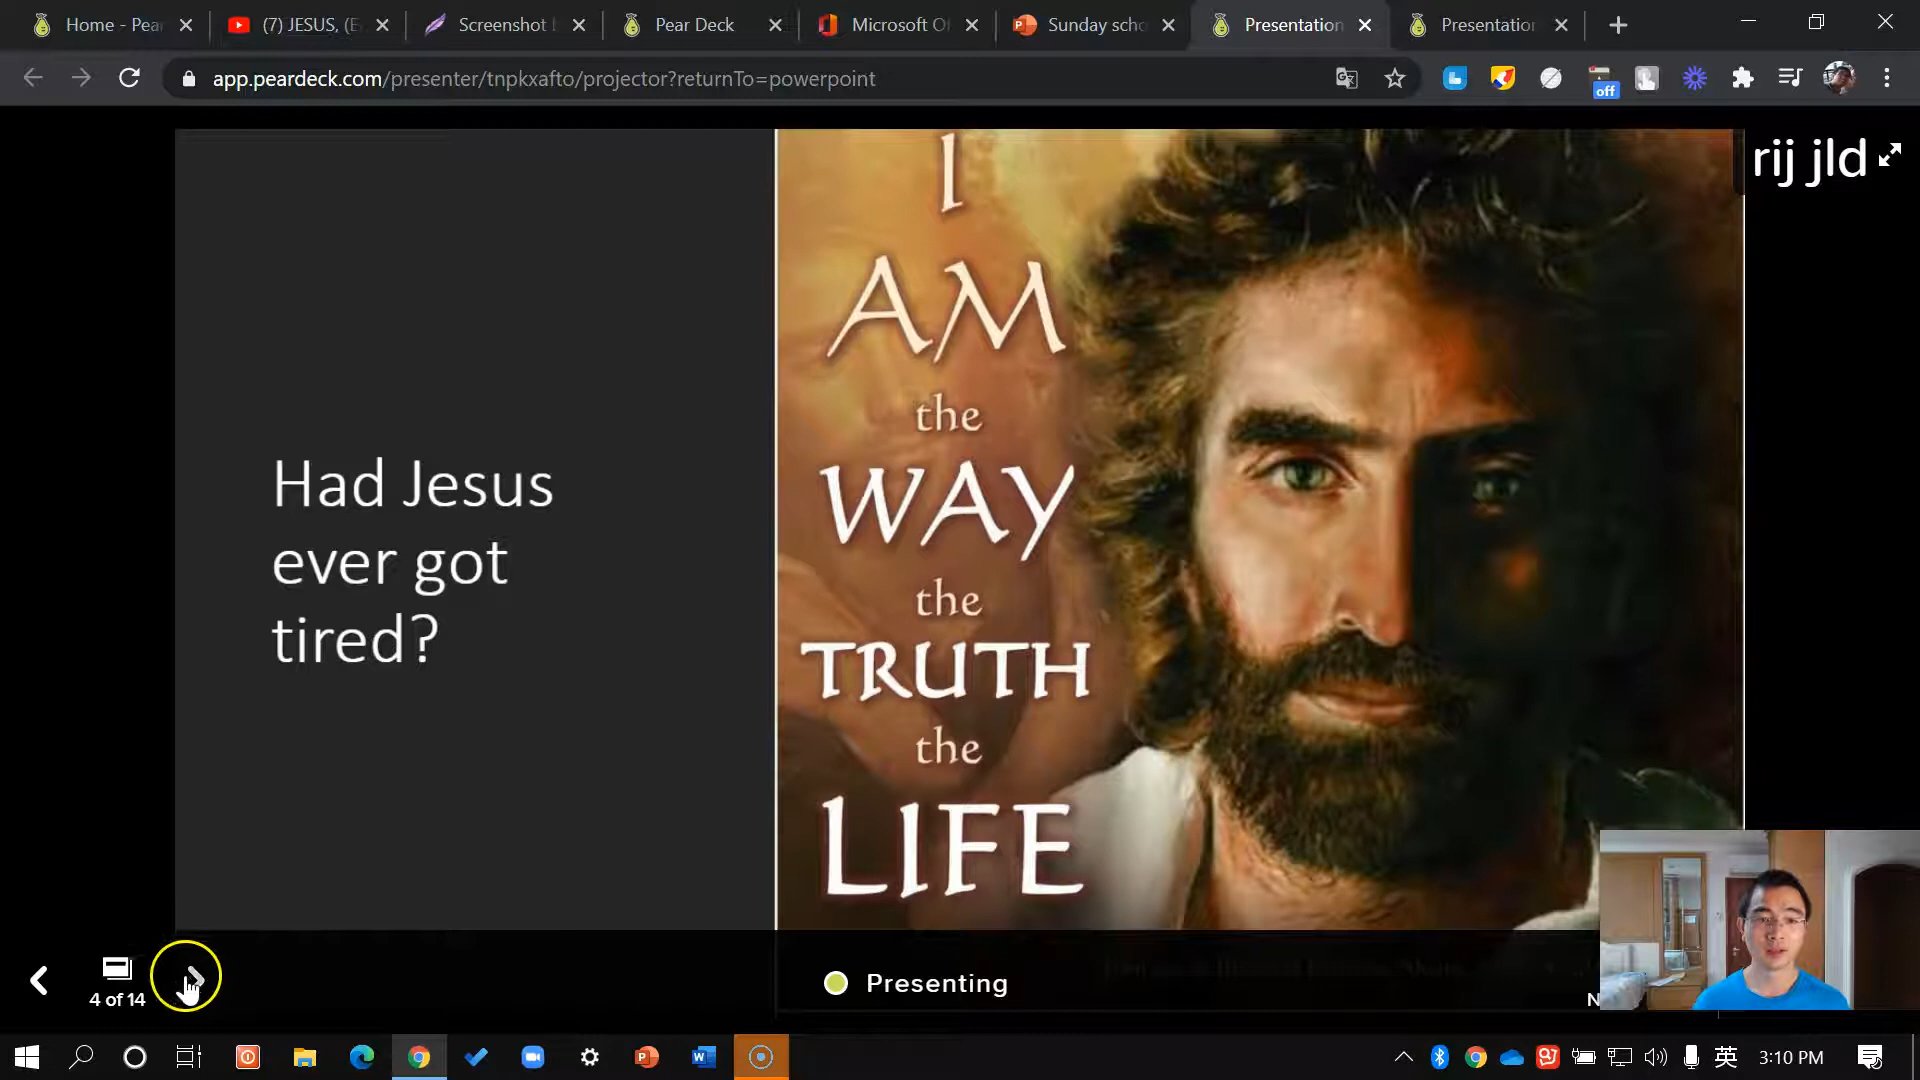 Home - Pea
(7) JESUS, (E
Screenshot
Pear Deck
Microsoft Of
Sunday scho
Presentation
Presentation
app.peardeck.com/presenter/tnpkxafto/projector?returnTo=powerpoint
off
rij jld
Had Jesus
ever got
tired?
I
AM
the
WAY
the
TRUTH
the
LIFE
4 of 14
Presenting
N
英
3:10 PM